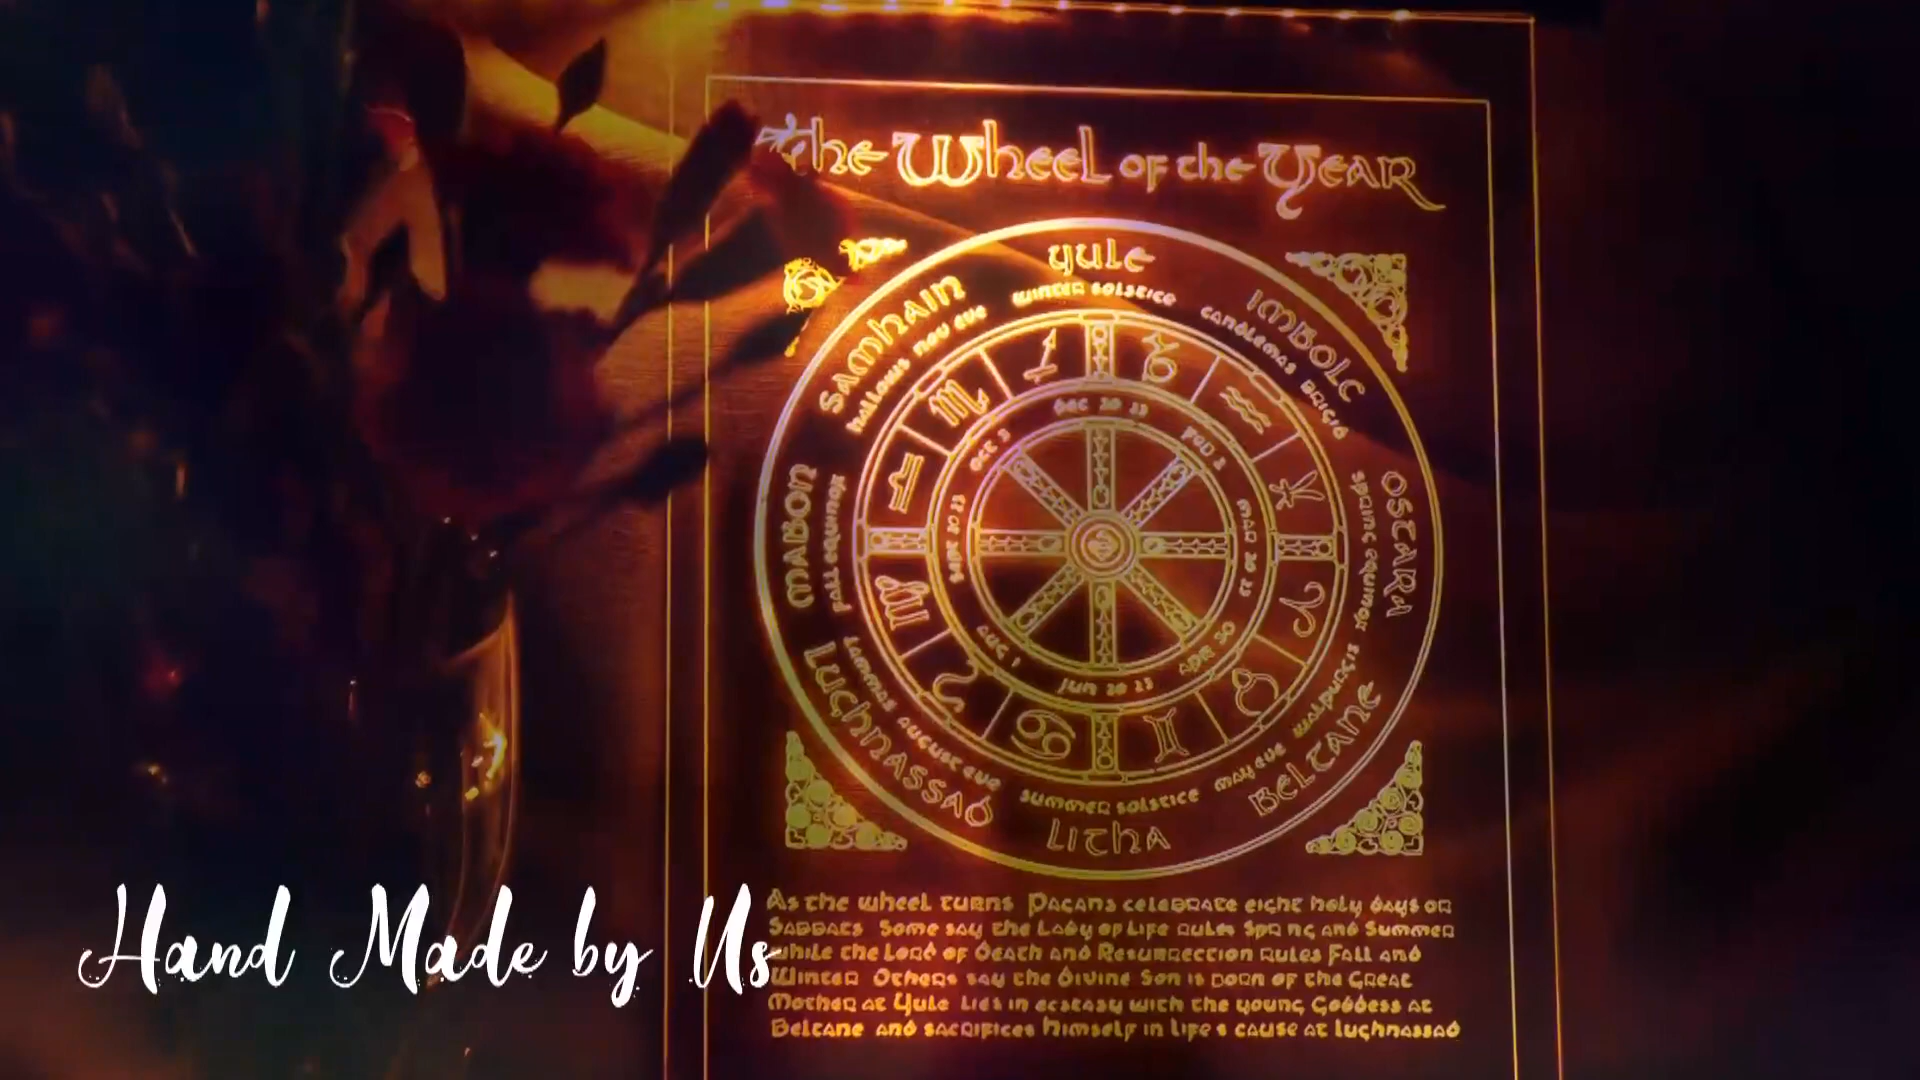 The Wheel of the Year
Yule
Winter Solstice
Imbolc
Candlemas Brigid
Ostara
Spring Equinox
Beltane
May Eve Walpurgis
Litha
Summer Solstice
Lughnassad
Lammas August Eve
Mabon
Fall Equinox
Samhain
Hallows
Dec 20 23
Feb 2
Apr 30
Jun 20 23
Aug 1
As the wheel turns Pagans celebrate eight holy days or
Sabbats Some say the Lady of Life rules Spring and Summer
while the Lord of Death and Resurrection rules Fall and
Winter Others say the Divine Son is born of the Great
Mother at Yule lies in ecstasy with the young Goddess at
Beltane and sacrifices himself in life s cause at lughnassad
Hand Made by Us